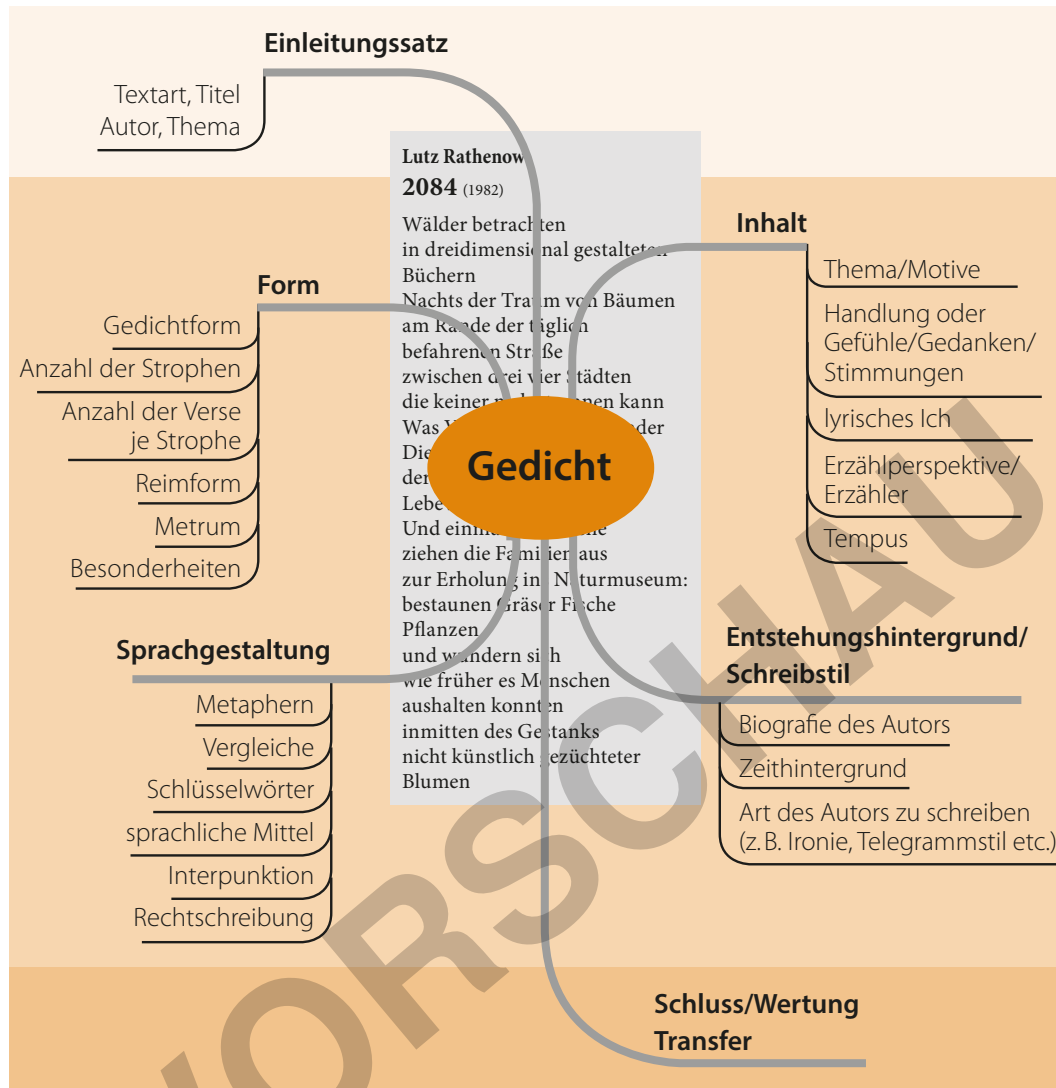 Einleitungssatz
Textart, Titel
Autor, Thema
Lutz Rathenow
2084 (1982)
Wälder betrachten
in dreidimensional gestalteten
Büchern
Nachts der Traum von Bäumen
am Rande der täglich
befahrenen Straße
zwischen drei vier Städten
die keiner kann
Was
Die
ziehen die Familien aus
zur Erholung ins Naturmuseum:
bestaunen Gräser Fische
Pflanzen
und wundern sich
wie früher es Menschen
aushalten konnten
inmitten des Gestanks
nicht künstlich gezüchteter
Blumen
Gedicht
Form
Gedichtform
Anzahl der Strophen
Anzahl der Verse
je Strophe
Reimform
Metrum
Besonderheiten
Sprachgestaltung
Metaphern
Vergleiche
Schlüsselwörter
sprachliche Mittel
Interpunktion
Rechtschreibung
Inhalt
Thema/Motive
Handlung oder
Gefühle/Gedanken/
Stimmungen
lyrisches Ich
Erzählperspektive/
Erzähler
Tempus
Entstehungshintergrund/
Schreibstil
Biografie des Autors
Zeithintergrund
Art des Autors zu schreiben
(z. B. Ironie, Telegrammstil etc.)
Schluss/Wertung
Transfer
VORSCHAU